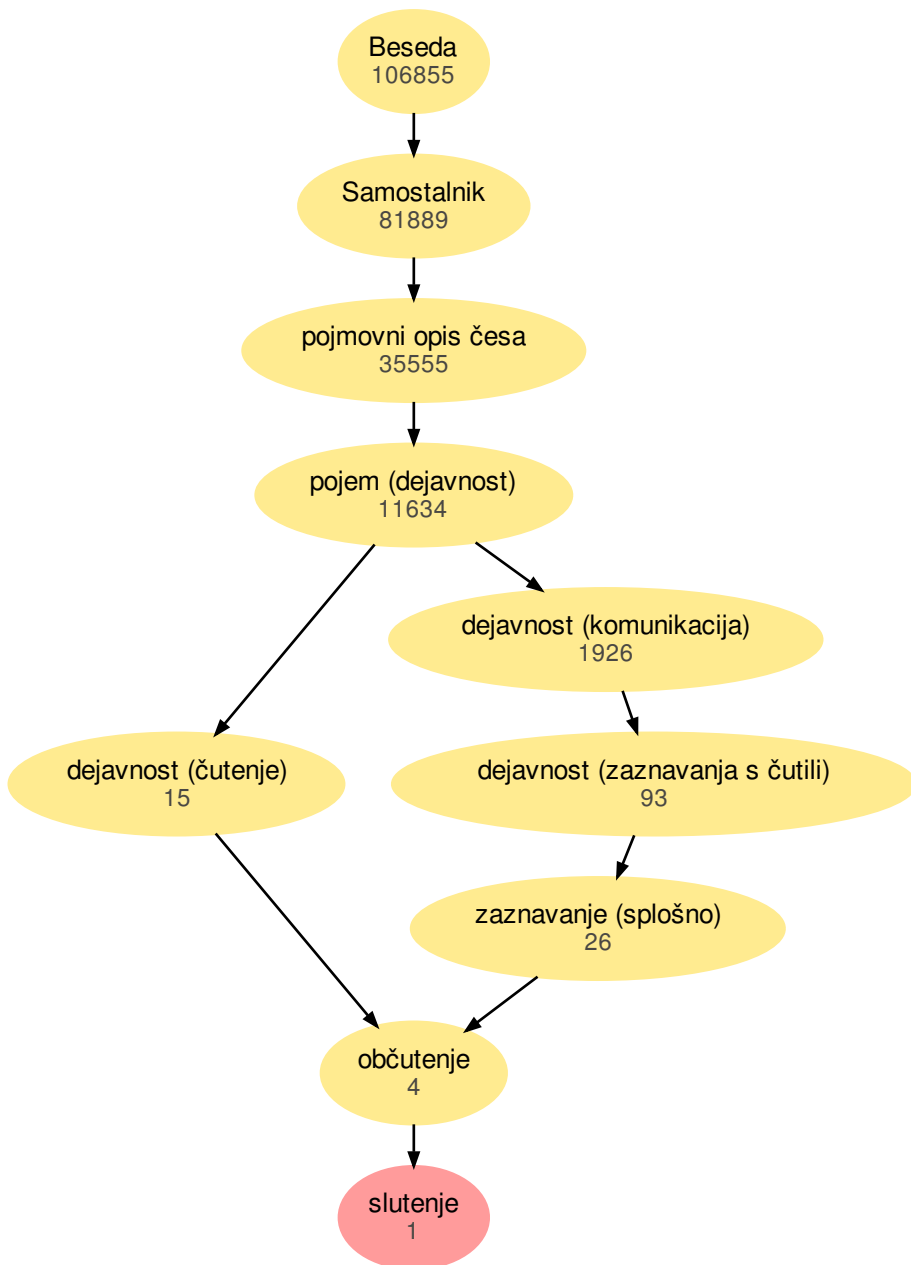 Beseda
106855
Samostalnik
81889
pojmovni opis česa
35555
pojem (dejavnost)
11634
dejavnost (komunikacija)
1926
dejavnost (čutenje)
15
dejavnost (zaznavanja s čutili)
93
zaznavanje (splošno)
26
občutenje
4
slutenje
1